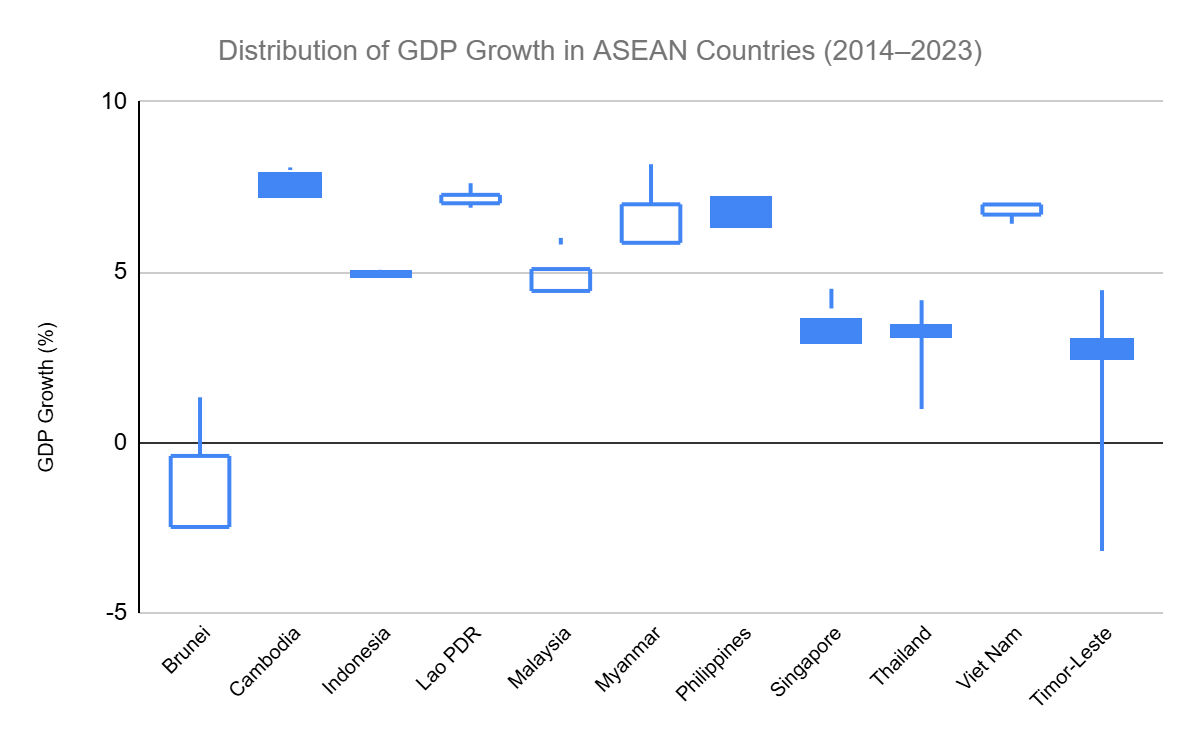 Distribution of GDP Growth in ASEAN Countries (2014–2023)
10
5
0
-5
GDP Growth (%)
Brunei
Cambodia
Indonesia
Lao PDR
Malaysia
Myanmar
Philippines
Singapore
Thailand
Viet Nam
Timor-Leste